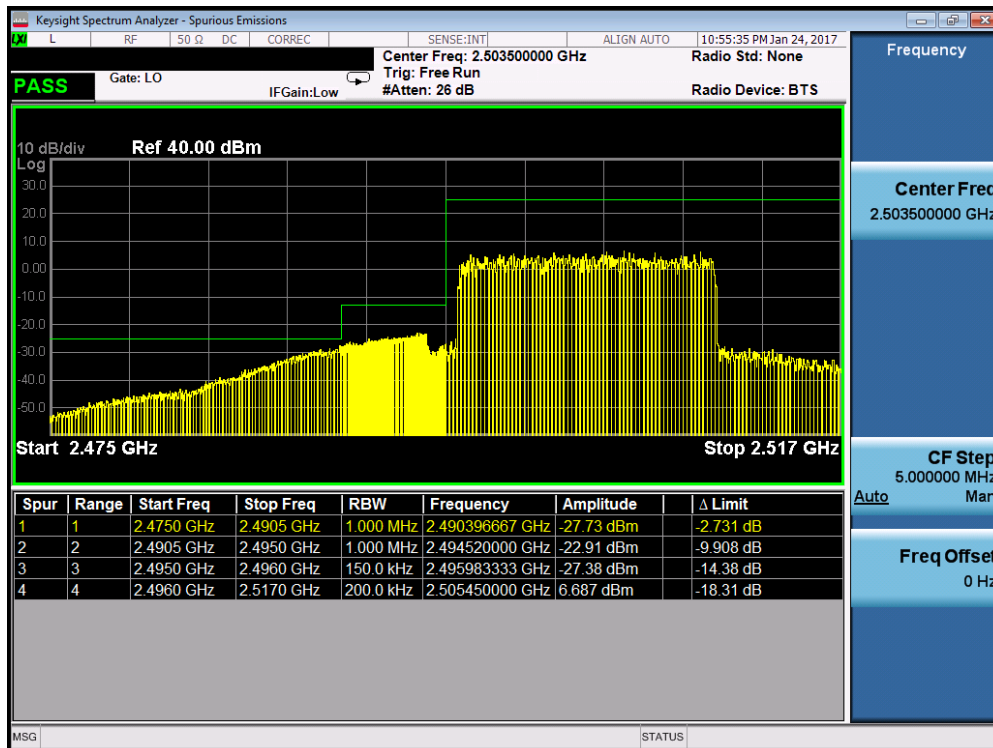 Keysight Spectrum Analyzer - Spurious Emissions
LXI L RF 50 Ω DC CORREC SENSE:INT ALIGN AUTO 10:55:35 PM Jan 24, 2017
Center Freq: 2.503500000 GHz Radio Std: None
Trig: Free Run
PASS Gate: LO IFGain:Low #Atten: 26 dB Radio Device: BTS
10 dB/div Ref 40.00 dBm
Log
30.0
20.0
10.0
0.00
-10.0
-20.0
-30.0
-40.0
-50.0
Start 2.475 GHz Stop 2.517 GHz
Spur Range Start Freq Stop Freq RBW Frequency Amplitude Δ Limit
1 1 2.4750 GHz 2.4905 GHz 1.000 MHz 2.490396667 GHz -27.73 dBm -2.731 dB
2 2 2.4905 GHz 2.4950 GHz 1.000 MHz 2.494520000 GHz -22.91 dBm -9.908 dB
3 3 2.4950 GHz 2.4960 GHz 150.0 kHz 2.495983333 GHz -27.38 dBm -14.38 dB
4 4 2.4960 GHz 2.5170 GHz 200.0 kHz 2.505450000 GHz 6.687 dBm -18.31 dB
MSG STATUS
Frequency
Center Freq
2.503500000 GHz
CF Step
5.000000 MHz
Auto Man
Freq Offset
0 Hz